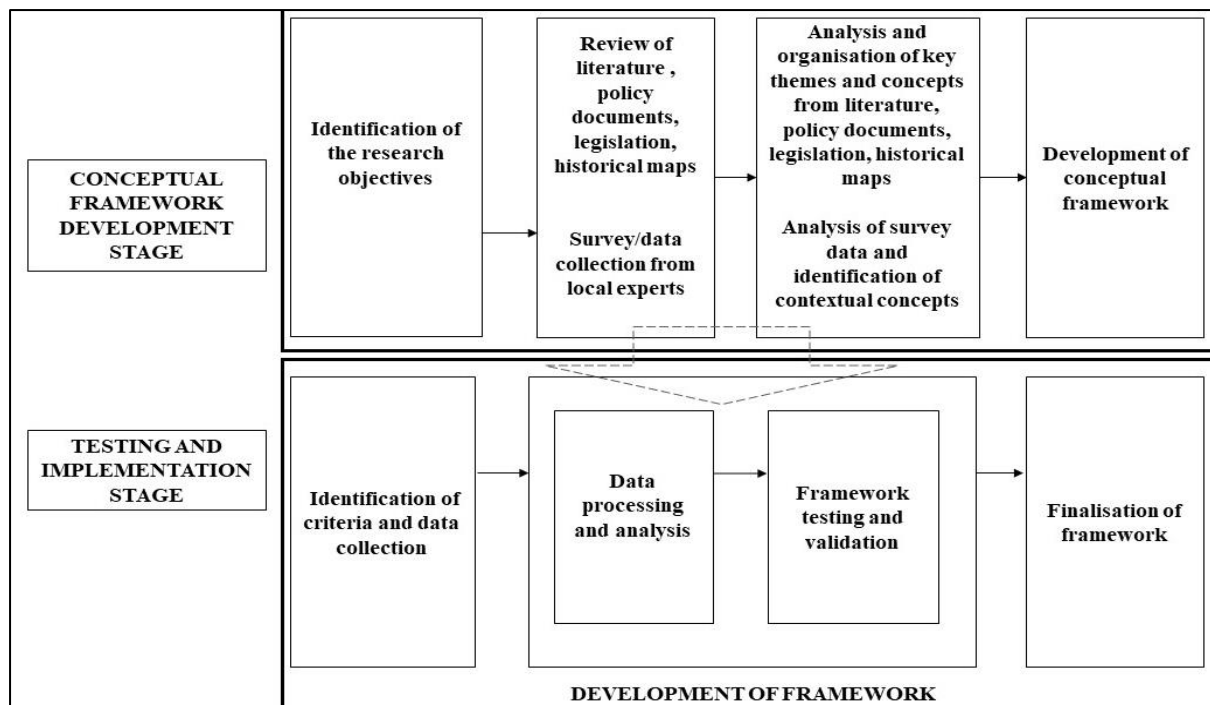 CONCEPTUAL
FRAMEWORK
DEVELOPMENT
STAGE
Identification of
the research
objectives
Review of
literature ,
policy
documents,
legislation,
historical maps
Survey/data
collection from
local experts
Analysis and
organisation of key
themes and concepts
from literature,
policy documents,
legislation, historical
maps
Analysis of survey
data and
identification of
contextual concepts
Development of
conceptual
framework
TESTING AND
IMPLEMENTATION
STAGE
Identification of
criteria and data
collection
Data
processing
and analysis
Framework
testing and
validation
Finalisation of
framework
DEVELOPMENT OF FRAMEWORK